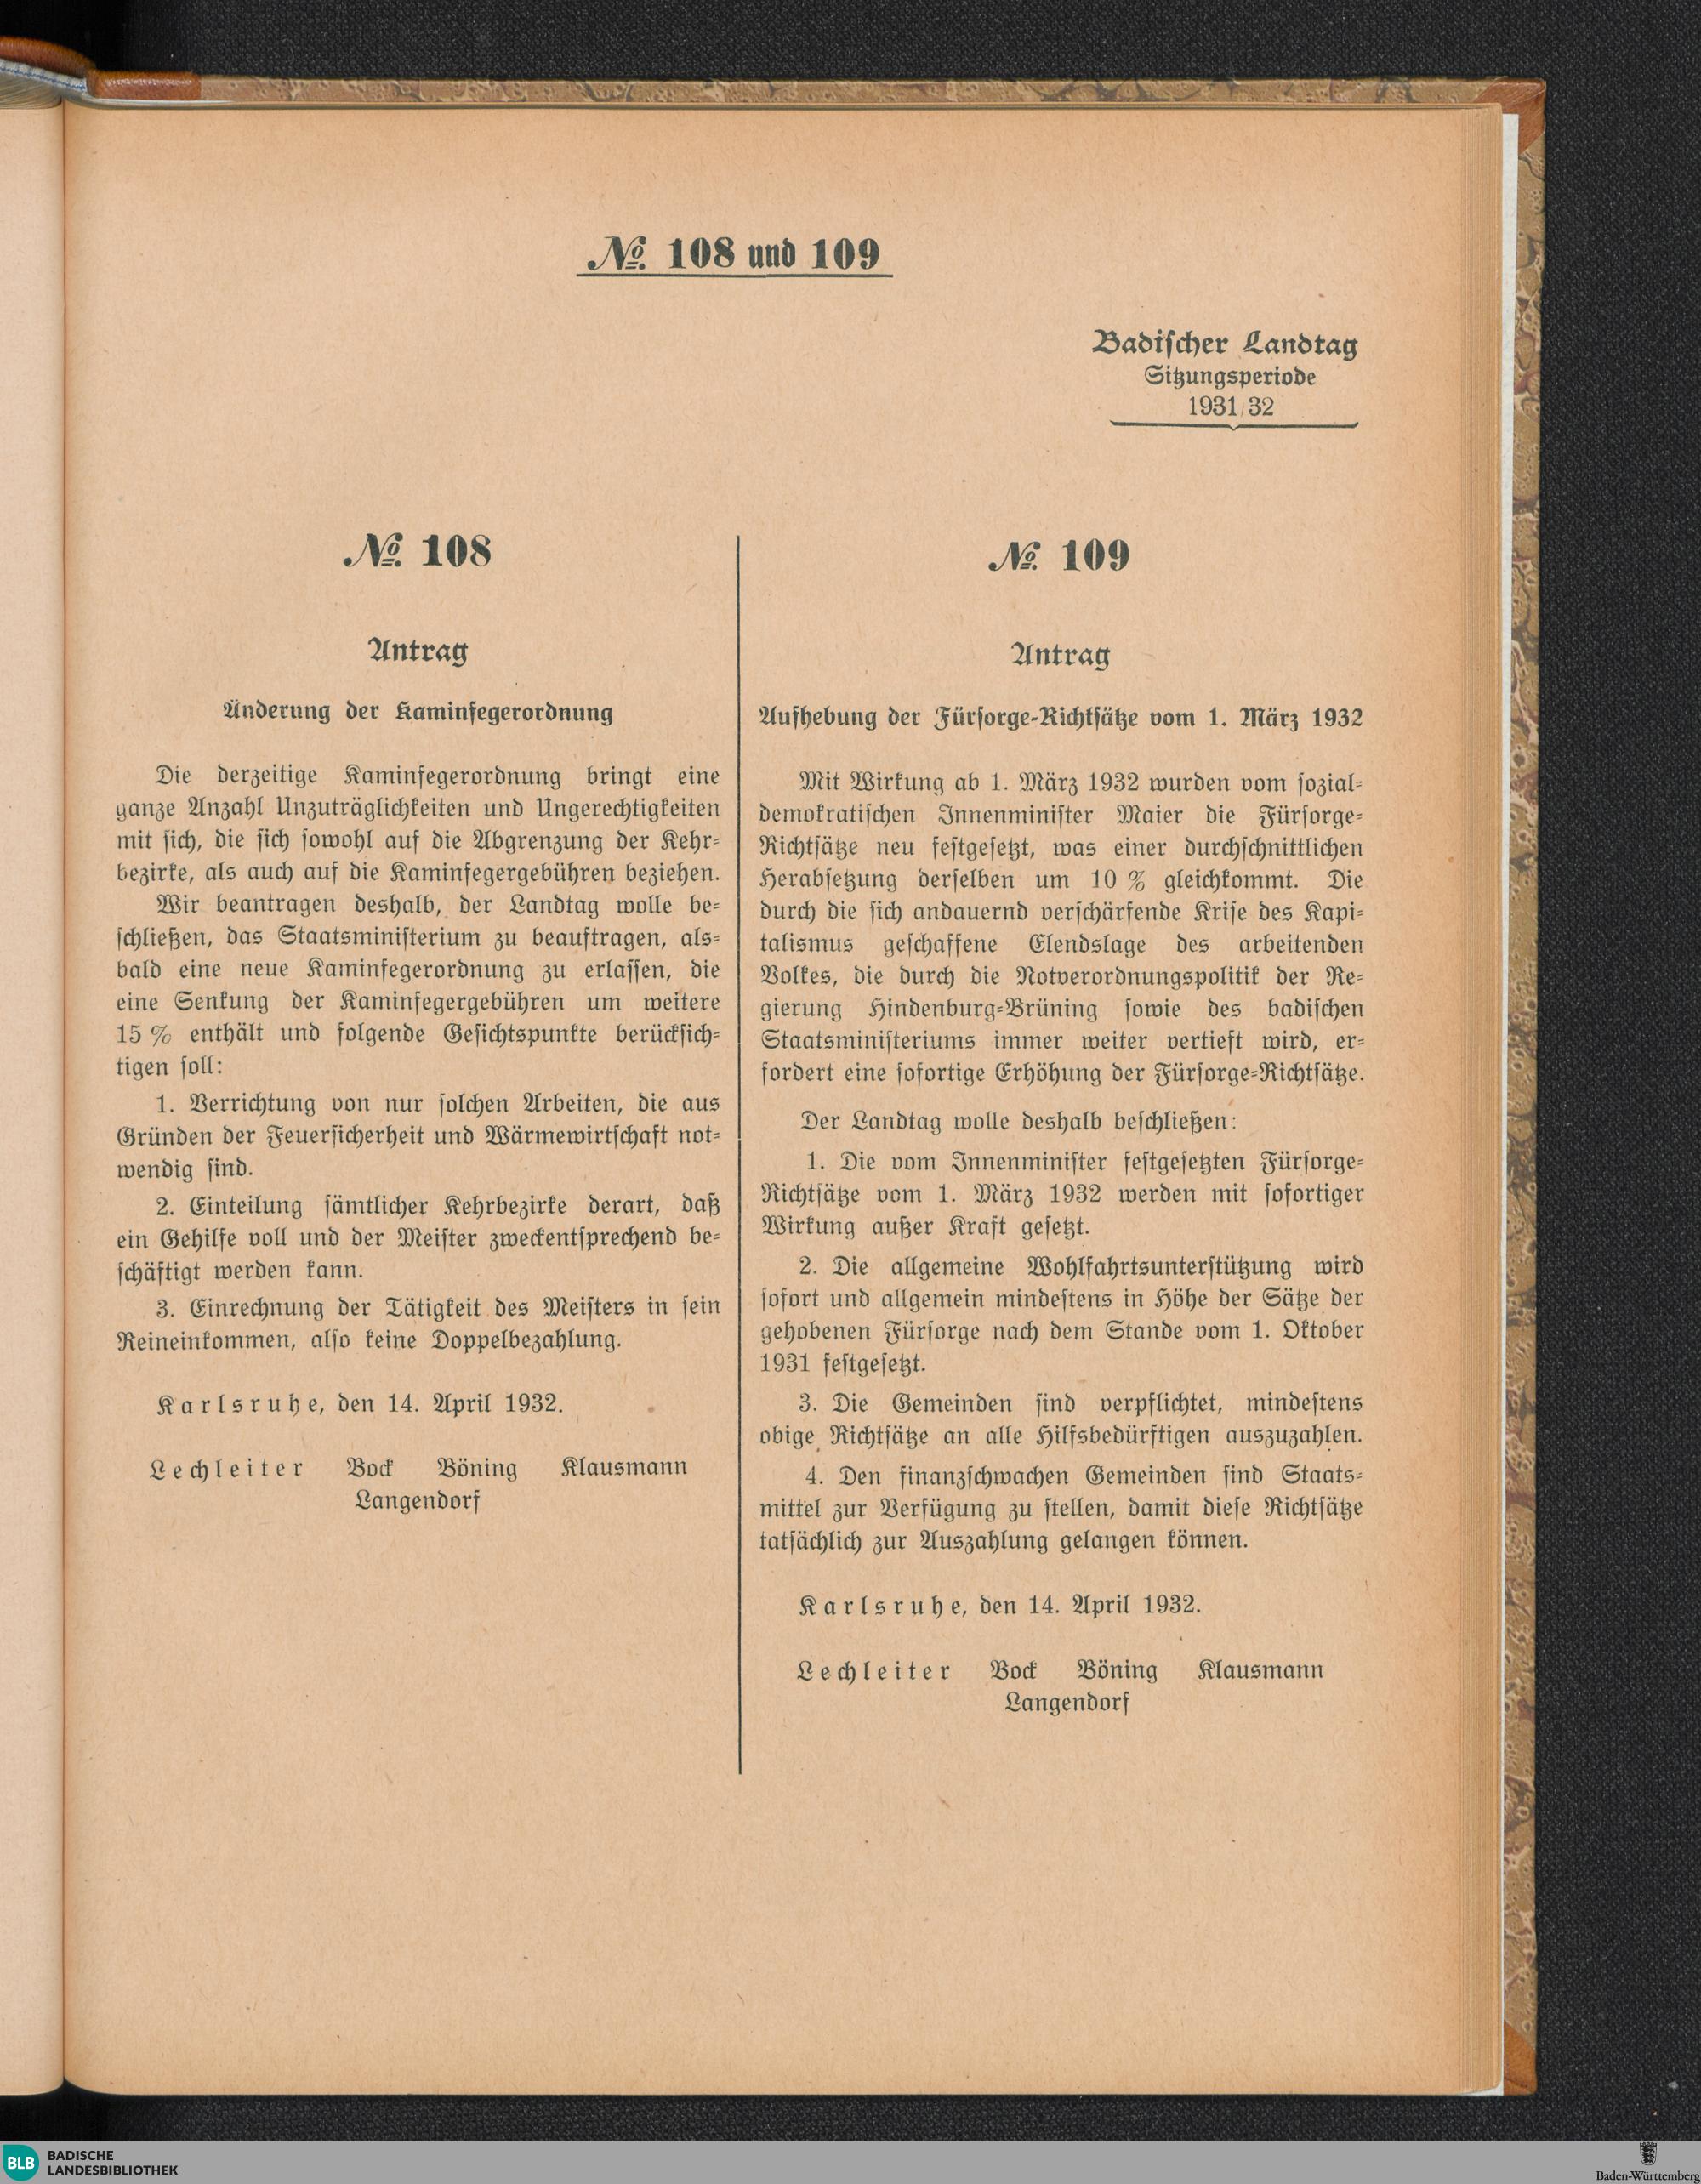 № 108 und 109
Badischer Landtag
Sitzungsperiode
1931/32
№ 108
Antrag
Änderung der Kaminfegerordnung
Die derzeitige Kaminfegerordnung bringt eine
ganze Anzahl Unzuträglichkeiten und Ungerechtigkeiten
mit sich, die sich sowohl auf die Abgrenzung der Kehr-
bezirke, als auch auf die Kaminfegergebühren beziehen.
Wir beantragen deshalb, der Landtag wolle be-
schließen, das Staatsministerium zu beauftragen, als-
bald eine neue Kaminfegerordnung zu erlassen, die
eine Senkung der Kaminfegergebühren um weitere
15 % enthält und folgende Gesichtspunkte berücksich-
tigen soll:
1. Verrichtung von nur solchen Arbeiten, die aus
Gründen der Feuersicherheit und Wärmewirtschaft not-
wendig sind.
2. Einteilung sämtlicher Kehrbezirke derart, daß
ein Gehilfe voll und der Meister zweckentsprechend be-
schäftigt werden kann.
3. Einrechnung der Tätigkeit des Meisters in sein
Reineinkommen, also keine Doppelbezahlung.
Karlsruhe, den 14. April 1932.
Lechleiter Bock Böning Klausmann
Langendorf
№ 109
Antrag
Aufhebung der Fürsorge-Richtsätze vom 1. März 1932
Mit Wirkung ab 1. März 1932 wurden vom sozial-
demokratischen Innenminister Maier die Fürsorge-
Richtsätze neu festgesetzt, was einer durchschnittlichen
Herabsetzung derselben um 10 % gleichkommt. Die
durch die sich andauernd verschärfende Krise des Kapi-
talismus geschaffene Elendslage des arbeitenden
Volkes, die durch die Notverordnungspolitik der Re-
gierung Hindenburg-Brüning sowie des badischen
Staatsministeriums immer weiter vertieft wird, er-
fordert eine sofortige Erhöhung der Fürsorge-Richtsätze.
Der Landtag wolle deshalb beschließen:
1. Die vom Innenminister festgesetzten Fürsorge-
Richtsätze vom 1. März 1932 werden mit sofortiger
Wirkung außer Kraft gesetzt.
2. Die allgemeine Wohlfahrtsunterstützung wird
sofort und allgemein mindestens in Höhe der Sätze der
gehobenen Fürsorge nach dem Stande vom 1. Oktober
1931 festgesetzt.
3. Die Gemeinden sind verpflichtet, mindestens
obige Richtsätze an alle Hilfsbedürftigen auszuzahlen.
4. Den finanzschwachen Gemeinden sind Staats-
mittel zur Verfügung zu stellen, damit diese Richtsätze
tatsächlich zur Auszahlung gelangen können.
Karlsruhe, den 14. April 1932.
Lechleiter Bock Böning Klausmann
Langendorf
BLB BADISCHE
LANDESBIBLIOTHEK
Baden-Württemberg